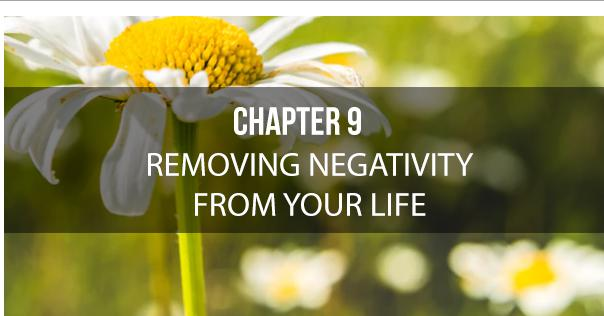 CHAPTER 9
REMOVING NEGATIVITY
FROM YOUR LIFE